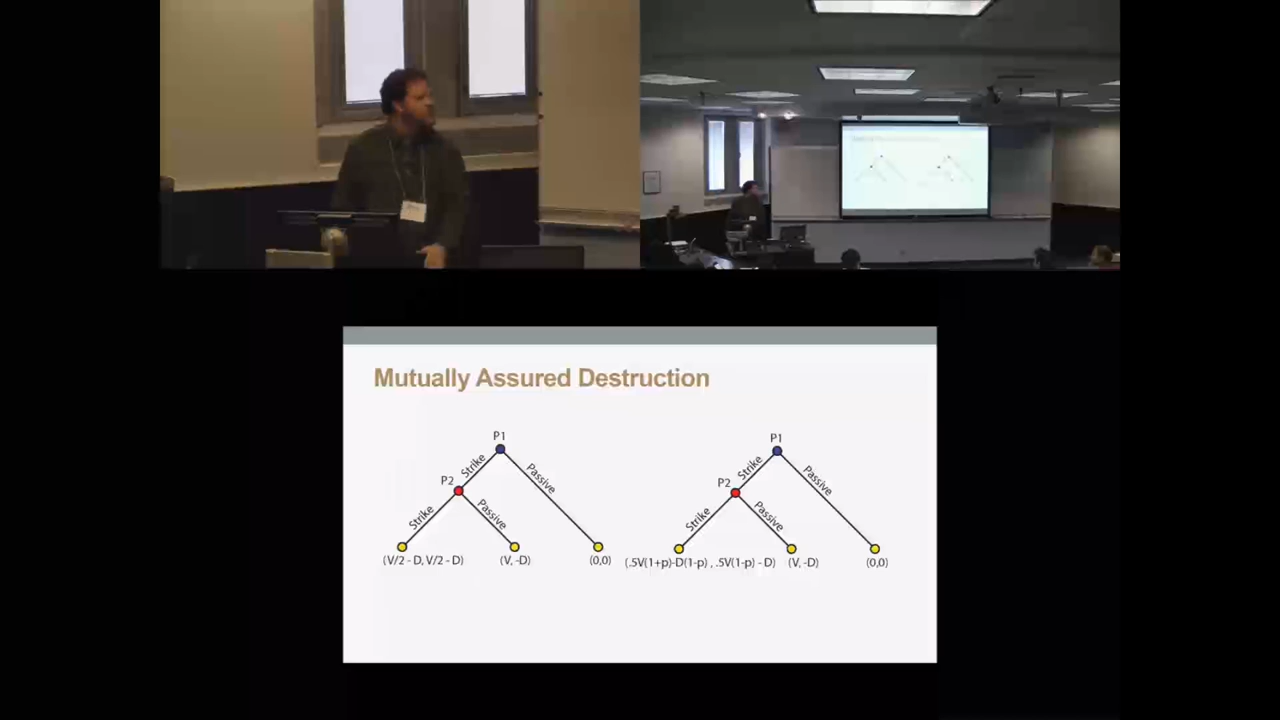 Mutually Assured Destruction
P1
Strike
Passive
P2
Strike
Passive
(V/2 - D, V/2 - D)
(V, -D)
(0,0)
P1
Strike
Passive
P2
Strike
Passive
(.5V(1+p)-D(1-p) , .5V(1-p) - D)
(V, -D)
(0,0)